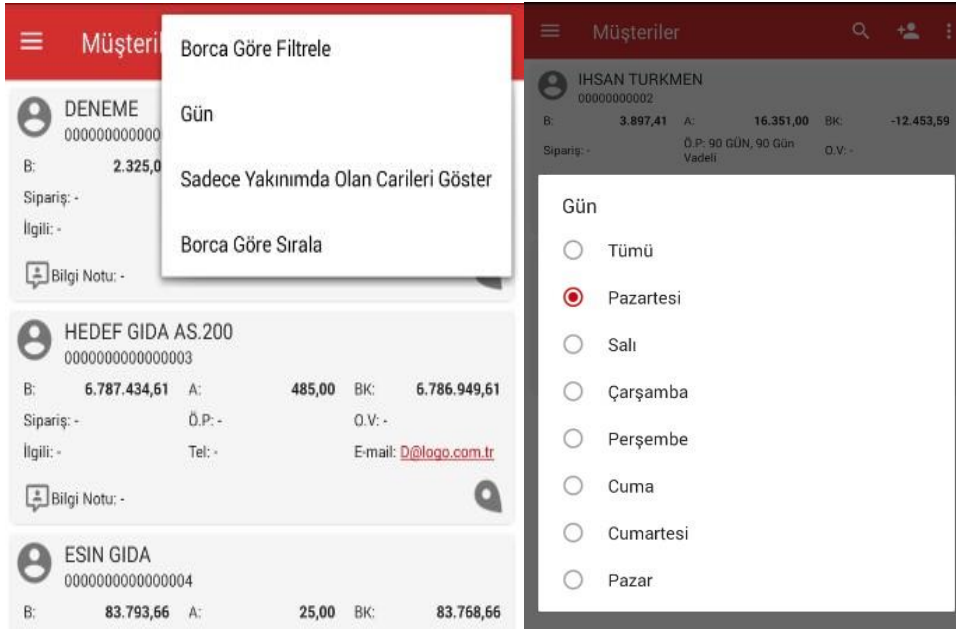 Müşteril
Borca Göre Filtrele
Gün
Sadece Yakınımda Olan Carileri Göster
Borca Göre Sırala
DENEME
000000000000
B: 2.325,0
Sipariş: -
İlgili: -
Bilgi Notu: -
HEDEF GIDA AS.200
0000000000000003
B: 6.787.434,61 A: 485,00 BK: 6.786.949,61
Sipariş: - Ö.P: - O.V: -
İlgili: - Tel: - E-mail: D@logo.com.tr
Bilgi Notu: -
ESIN GIDA
0000000000000004
B: 83.793,66 A: 25,00 BK: 83.768,66
Müşteriler
IHSAN TURKMEN
00000000002
B: 3.897,41 A: 16.351,00 BK: -12.453,59
Sipariş: - Ö.P: 90 GÜN, 90 Gün O.V: -
Vadeli
Gün
Tümü
Pazartesi
Salı
Çarşamba
Perşembe
Cuma
Cumartesi
Pazar